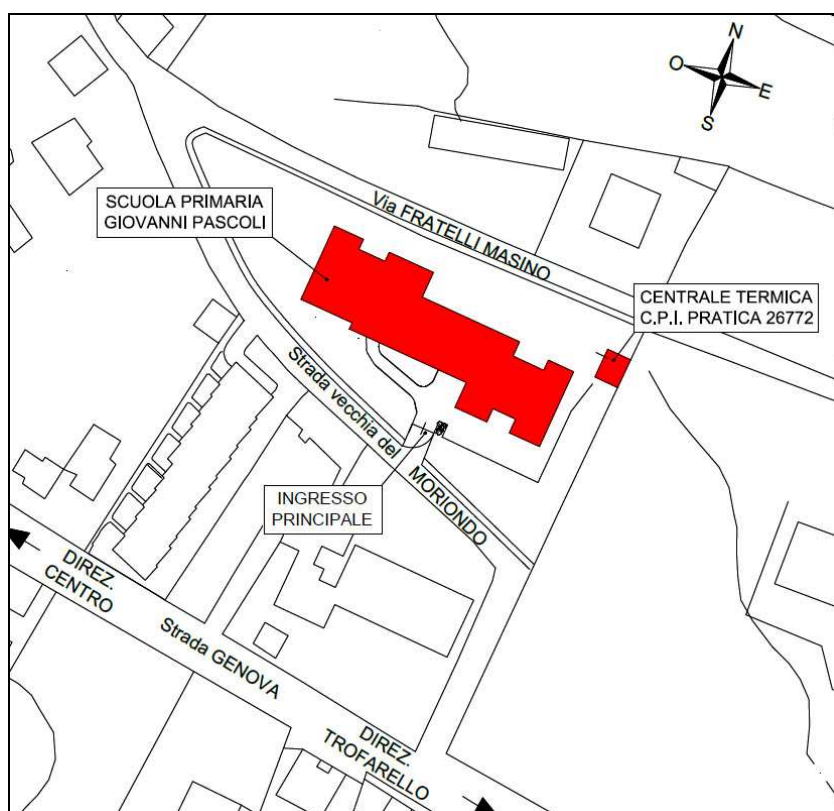 N
O
E
S
SCUOLA PRIMARIA
GIOVANNI PASCOLI
Via FRATELLI MASINO
CENTRALE TERMICA
C.P.I. PRATICA 26772
Strada vecchia del
MORIONDO
INGRESSO
PRINCIPALE
DIREZ.
CENTRO
Strada GENOVA
DIREZ.
TROFARELLO